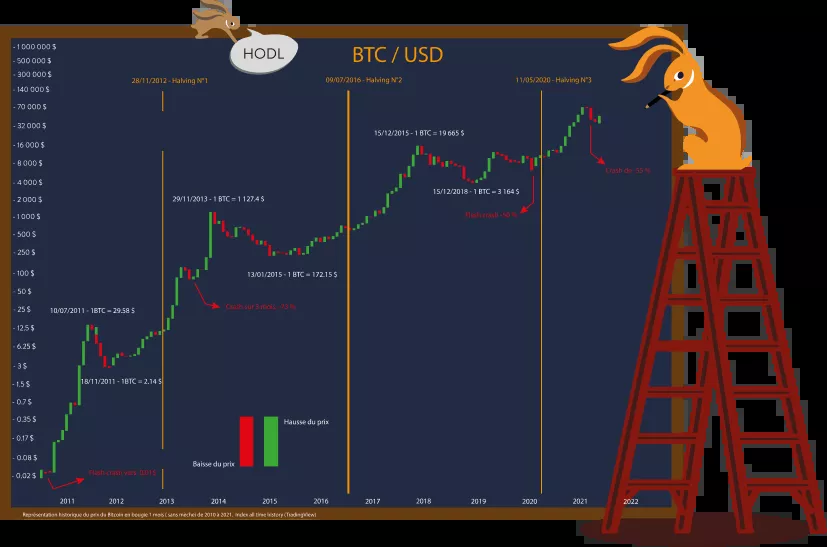 HODL
BTC / USD
- 1 000 000 $
- 500 000 $
- 300 000 $
- 140 000 $
- 70 000 $
- 32 000 $
- 16 000 $
- 8 000 $
- 4 000 $
- 2 000 $
- 1 000 $
- 500 $
- 250 $
- 100 $
- 50 $
- 25 $
- 12.5 $
- 6.25 $
- 3 $
- 1.5 $
- 0.7 $
- 0.35 $
- 0.17 $
- 0.08 $
- 0.02 $
28/11/2012 - Halving N°1
09/07/2016 - Halving N°2
11/05/2020 - Halving N°3
15/12/2015 - 1 BTC = 19 665 $
15/12/2018 - 1 BTC = 3 164 $
29/11/2013 - 1 BTC = 1 127.4 $
13/01/2015 - 1 BTC = 172.15 $
10/07/2011 - 1BTC = 29.58 $
18/11/2011 - 1BTC = 2.14 $
Hausse du prix
Baisse du prix
2011 2012 2013 2014 2015 2016 2017 2018 2019 2020 2021 2022
Représentation historique du prix du Bitcoin en bougie 1 mois ( sans mèche) de 2010 à 2021, Index all time history (TradingView)